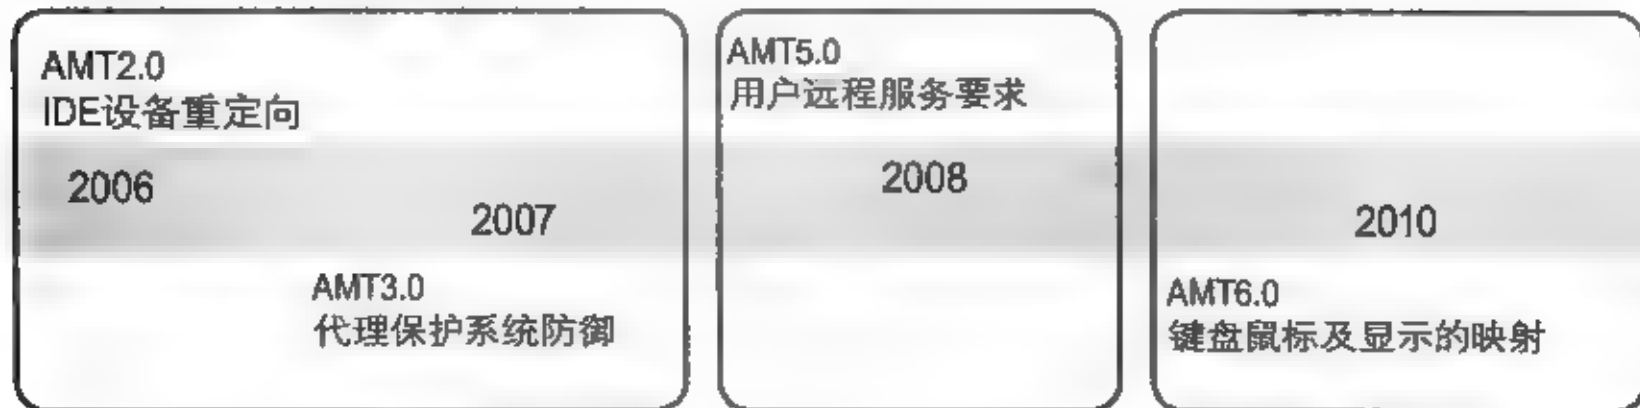 AMT2.0
IDE设备重定向
2006
2007
AMT3.0
代理保护系统防御
AMT5.0
用户远程服务要求
2008
2010
AMT6.0
键盘鼠标及显示的映射